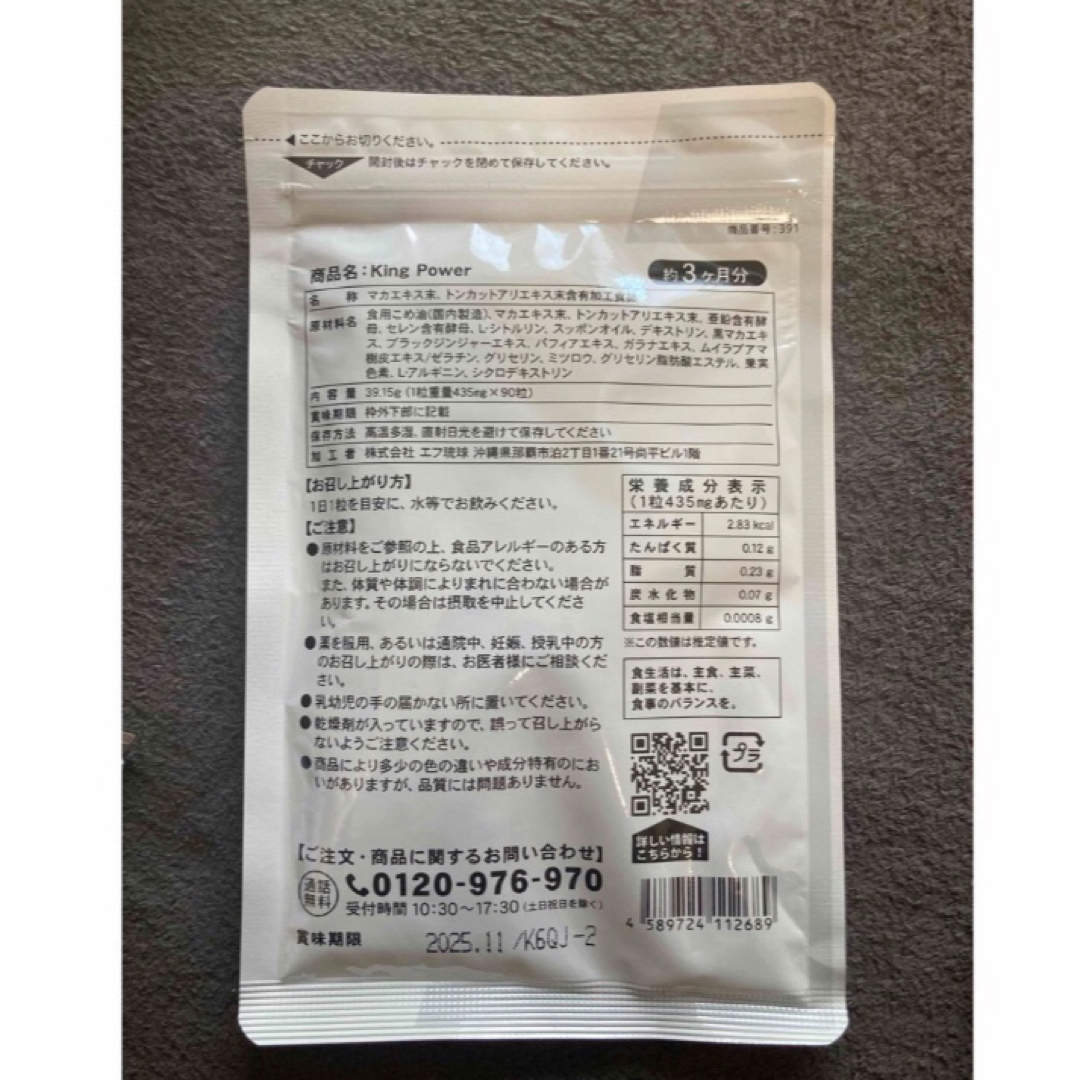 ここからお切りください。
チャック 開封後はチャックを閉めて保存してください。
商品番号:391
商品名:King Power 約3ヶ月分
名称 マカエキス末、トンカットアリエキス末含有加工食品
原材料名 食用こめ油(国内製造)、マカエキス末、トンカットアリエキス末、亜鉛含有酵
母、セレン含有酵母、L-シトルリン、スッポンオイル、デキストリン、黒マカエキ
ス、ブラックジンジャーエキス、パフィアエキス、ガラナエキス、ムイラプアマ
樹皮エキス/ゼラチン、グリセリン、ミツロウ、グリセリン脂肪酸エステル、果実
色素、L-アルギニン、シクロデキストリン
内容量 39.15g (1粒重量435mg×90粒)
賞味期限 枠外下部に記載
保存方法 高温多湿、直射日光を避けて保存してください
加工者 株式会社 エフ琉球 沖縄県那覇市泊2丁目1番21号尚平ビル1階
【お召し上がり方】
1日1粒を目安に、水等でお飲みください。
【ご注意】
●原材料をご参照の上、食品アレルギーのある方
はお召し上がりにならないでください。
また、体質や体調によりまれに合わない場合が
あります。その場合は摂取を中止してくださ
い。
●薬を服用、あるいは通院中、妊娠、授乳中の方
のお召し上がりの際は、お医者様にご相談くだ
さい。
●乳幼児の手の届かない所に置いてください。
●乾燥剤が入っていますので、誤って召し上がら
ないようご注意ください。
●商品により多少の色の違いや成分特有のにお
いがありますが、品質には問題ありません。
栄養成分表示
(1粒435mgあたり)
エネルギー 2.83 kcal
たんぱく質 0.12 g
脂質 0.23 g
炭水化物 0.07 g
食塩相当量 0.0008 g
※この数値は推定値です。
食生活は、主食、主菜、
副菜を基本に、
食事のバランスを。
プラ
詳しい情報は
こちらから!
【ご注文・商品に関するお問い合わせ】
通話
無料
0120-976-970
受付時間 10:30~17:30 (土日祝日を除く)
4 589724 112689
賞味期限 2025.11 /K6QJ-2